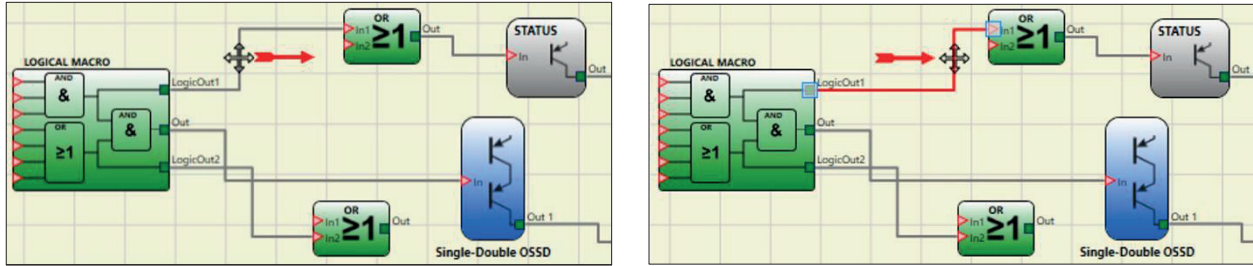 OR
In1
In2
≥1
Out
STATUS
In
Out
LOGICAL MACRO
AND
&
AND
&
OR
≥1
LogicOut1
Out
LogicOut2
In
Out 1
Single-Double OSSD
OR
In1
In2
≥1
Out
OR
In1
In2
≥1
Out
STATUS
In
Out
LOGICAL MACRO
AND
&
AND
&
OR
≥1
LogicOut1
Out
LogicOut2
In
Out 1
Single-Double OSSD
OR
In1
In2
≥1
Out